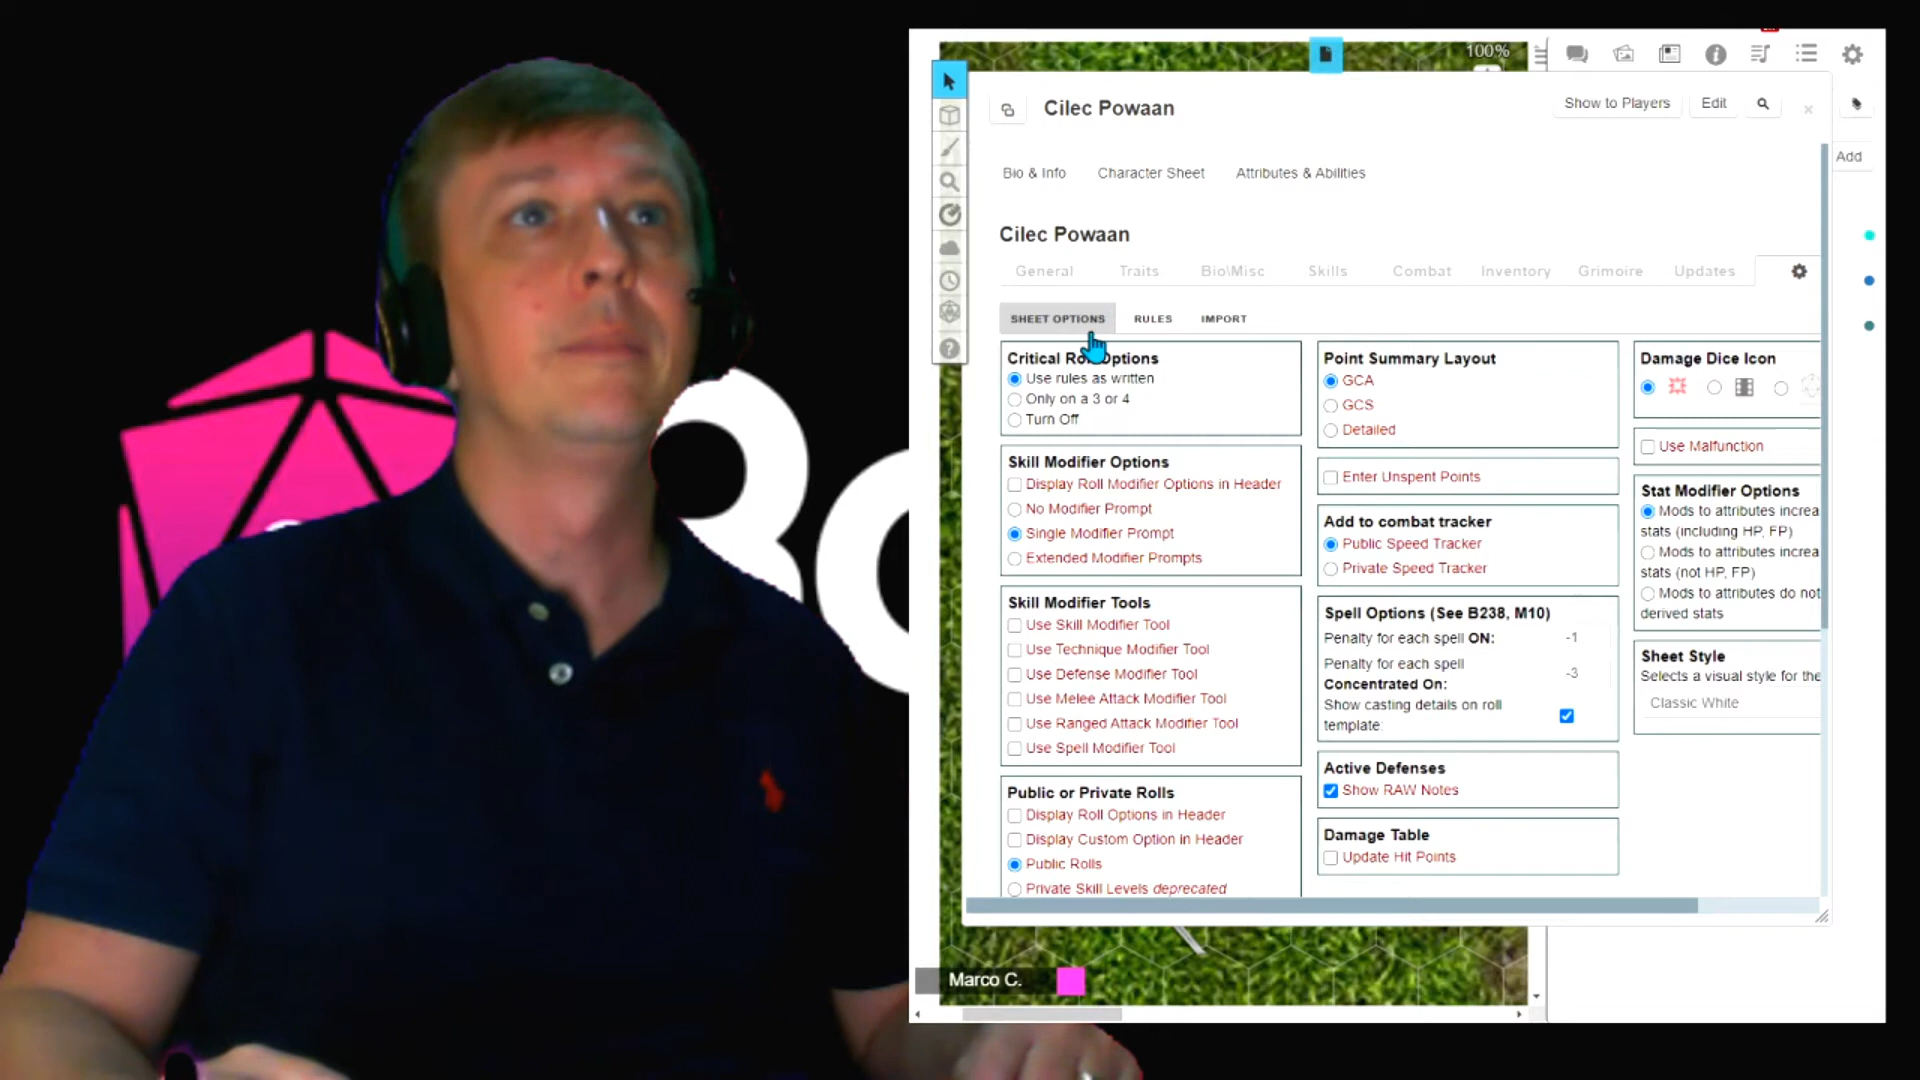 100%
Cilec Powaan
Show to Players
Edit
Add
Bio & Info
Character Sheet
Attributes & Abilities
Cilec Powaan
General
Traits
Bio\Misc
Skills
Combat
Inventory
Grimoire
Updates
SHEET OPTIONS
RULES
IMPORT
Critical Options
Use rules as written
Only on a 3 or 4
Turn Off
Skill Modifier Options
Display Roll Modifier Options in Header
No Modifier Prompt
Single Modifier Prompt
Extended Modifier Prompts
Skill Modifier Tools
Use Skill Modifier Tool
Use Technique Modifier Tool
Use Defense Modifier Tool
Use Melee Attack Modifier Tool
Use Ranged Attack Modifier Tool
Use Spell Modifier Tool
Public or Private Rolls
Display Roll Options in Header
Display Custom Option in Header
Public Rolls
Private Skill Levels deprecated
Point Summary Layout
GCA
GCS
Detailed
Enter Unspent Points
Add to combat tracker
Public Speed Tracker
Private Speed Tracker
Spell Options (See B238, M10)
Penalty for each spell ON: -1
Penalty for each spell
Concentrated On: -3
Show casting details on roll
template:
Active Defenses
Show RAW Notes
Damage Table
Update Hit Points
Damage Dice Icon
Use Malfunction
Stat Modifier Options
Mods to attributes increa
stats (including HP, FP)
Mods to attributes increa
stats (not HP, FP)
Mods to attributes do not
derived stats
Sheet Style
Selects a visual style for the
Classic White
Marco C.